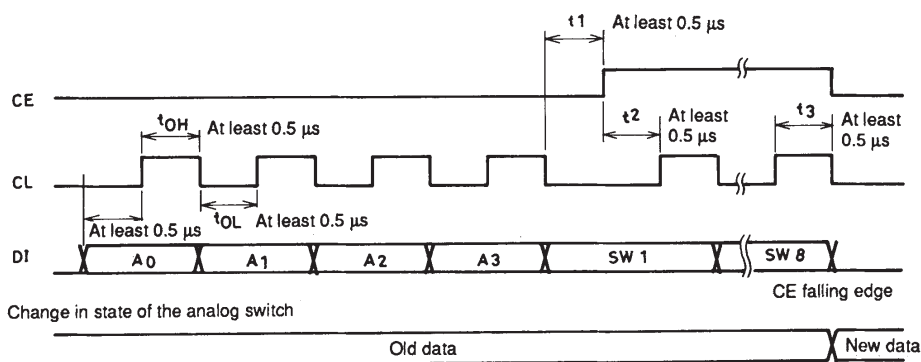 t1 At least 0.5 µs
CE
tOH At least 0.5 µs
t2 At least 0.5 µs
t3 At least 0.5 µs
CL
At least 0.5 µs
tOL At least 0.5 µs
DI A0 A1 A2 A3 SW 1 SW 8
CE falling edge
Change in state of the analog switch
Old data New data